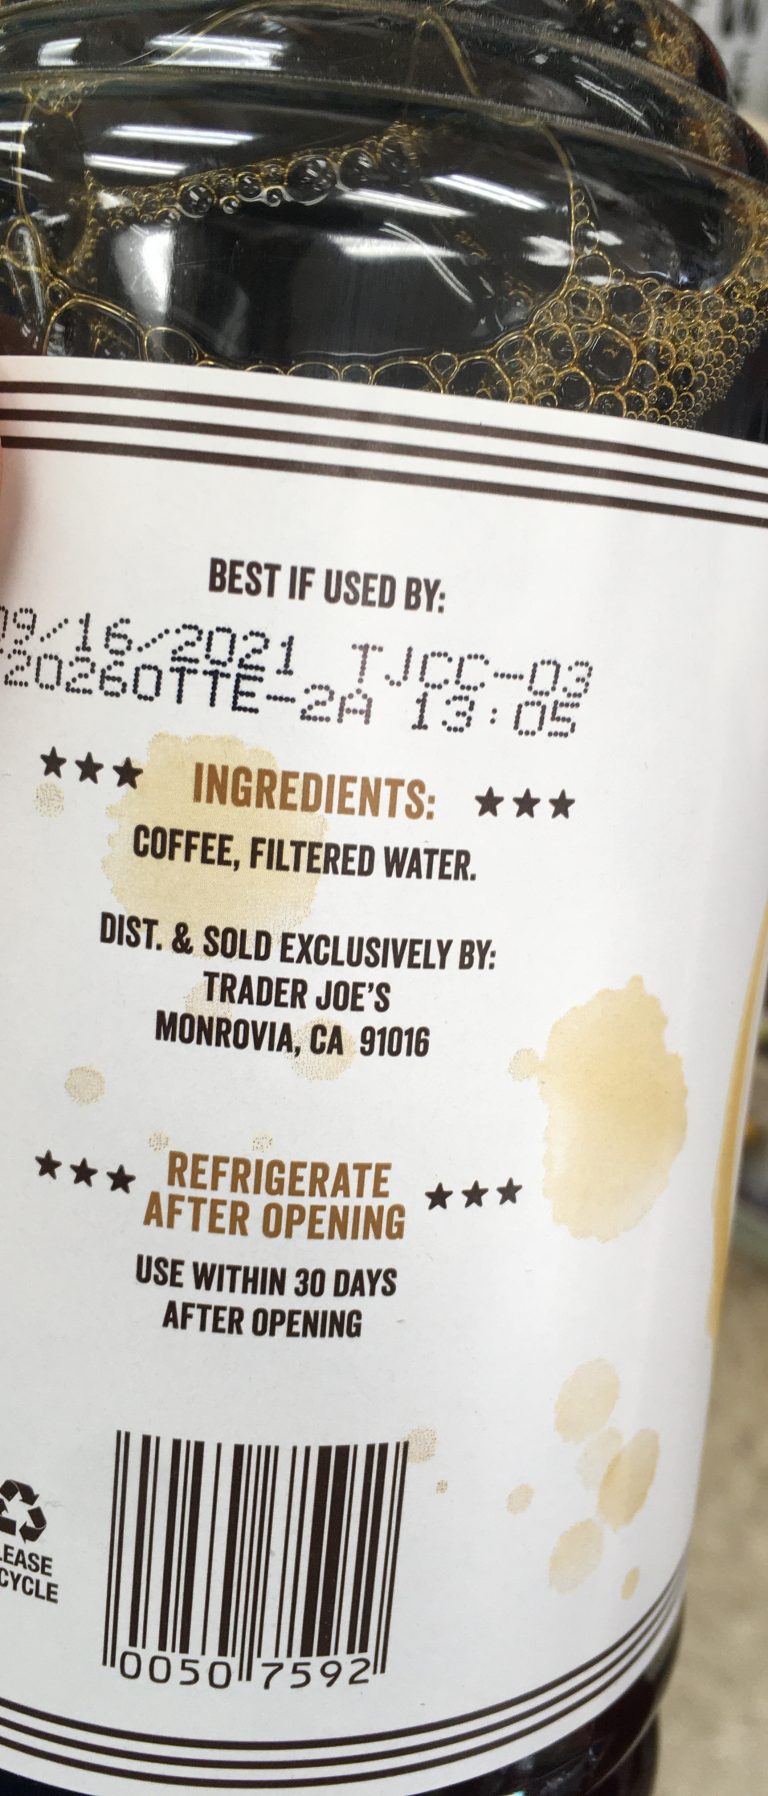 BEST IF USED BY:
09/16/2021 TJCC-03
20260TTE-2A 13:05
★★★ INGREDIENTS: ★★★
COFFEE, FILTERED WATER.
DIST. & SOLD EXCLUSIVELY BY:
TRADER JOE'S
MONROVIA, CA 91016
★★★ REFRIGERATE ★★★
AFTER OPENING
USE WITHIN 30 DAYS
AFTER OPENING
LEASE
CYCLE
0050 7592